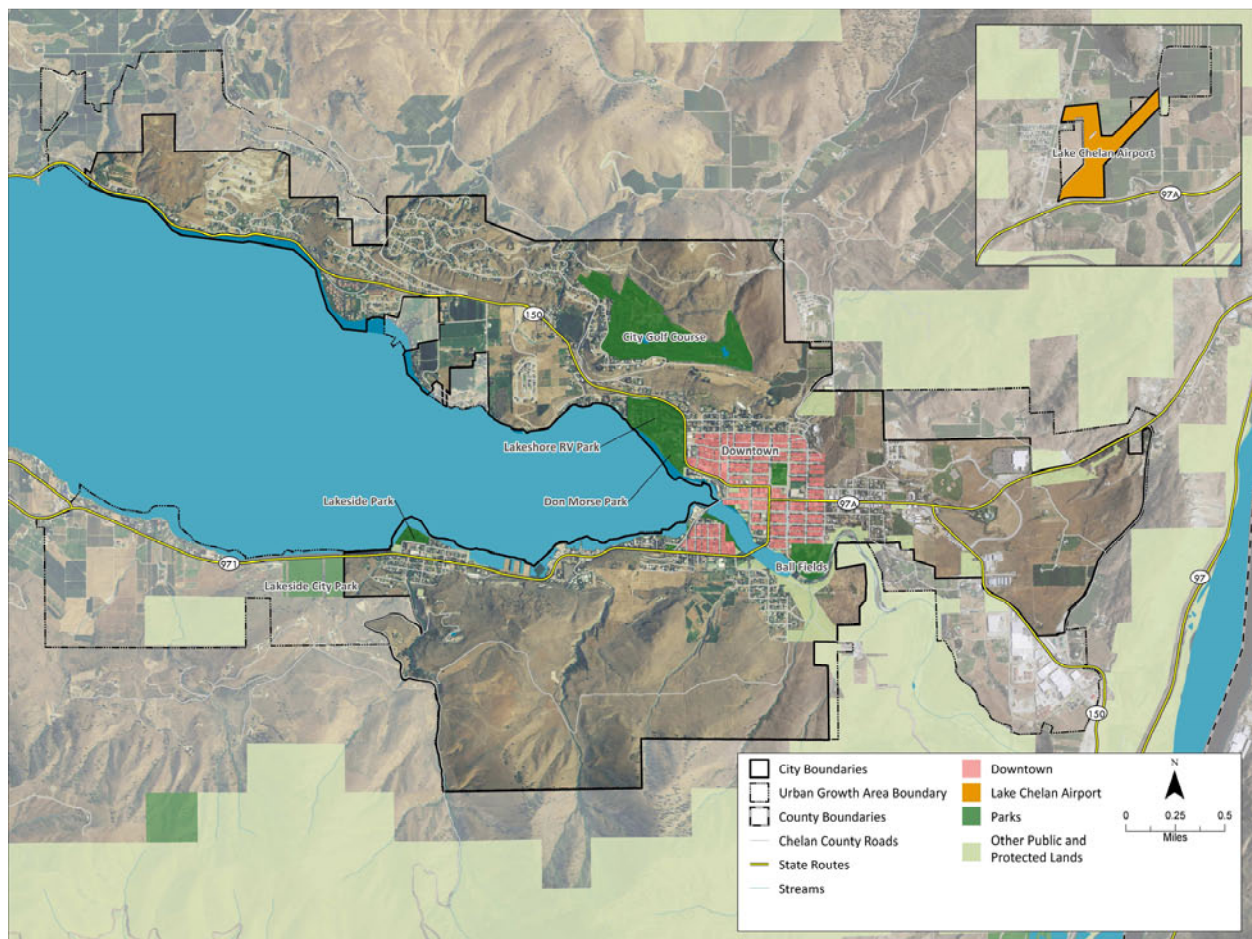 Lake Chelan Airport
97A
150
City Golf Course
Lakeshore RV Park
Downtown
Don Morse Park
97A
Lakeside Park
971
Lakeside City Park
Ball Fields
97
150
City Boundaries
Urban Growth Area Boundary
County Boundaries
Chelan County Roads
State Routes
Streams
Downtown
Lake Chelan Airport
Parks
Other Public and
Protected Lands
N
0 0.25 0.5
Miles